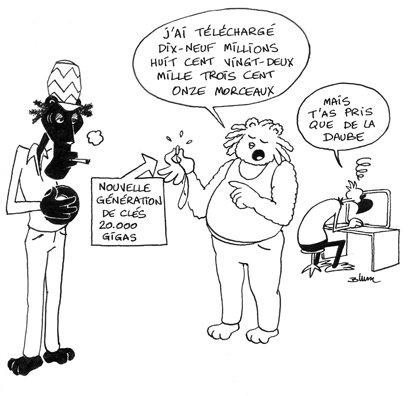 J'AI TÉLÉCHARGÉ
DIX-NEUF MILLIONS
HUIT CENT VINGT-DEUX
MILLE TROIS CENT
ONZE MORCEAUX
MAIS
T'AS PRIS
QUE DE LA
DAUBE
NOUVELLE
GÉNÉRATION
DE CLÉS
20.000
GIGAS
Blum